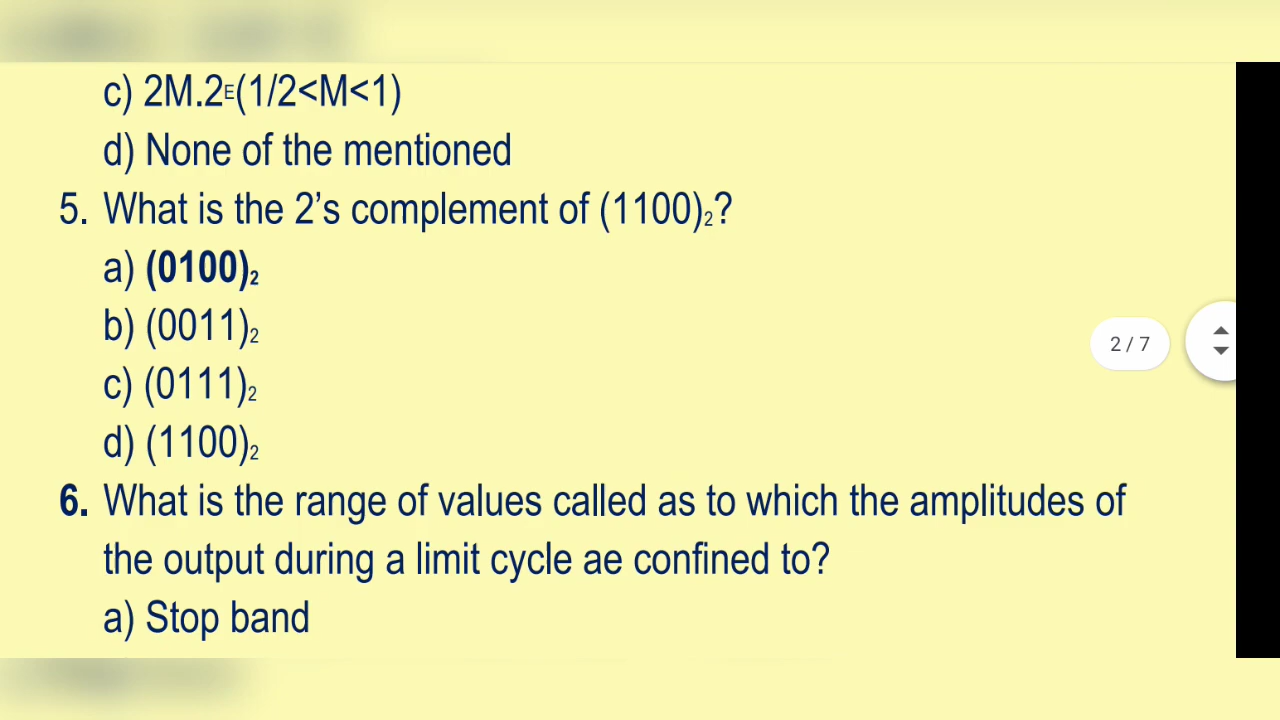 c) 2M.2E(1/2<M<1)
d) None of the mentioned
5. What is the 2’s complement of (1100)2?
a) (0100)2
b) (0011)2
c) (0111)2
2 / 7
d) (1100)2
6. What is the range of values called as to which the amplitudes of
the output during a limit cycle ae confined to?
a) Stop band